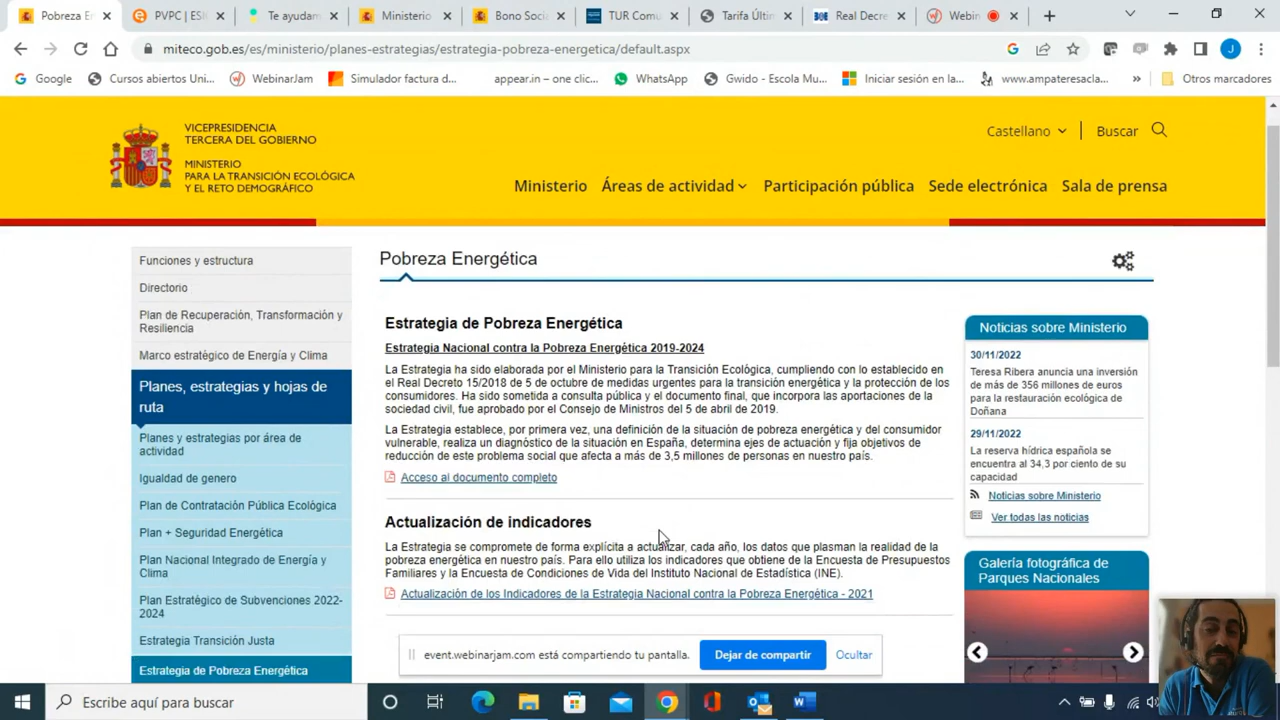 Pobreza E
PVPC | ESI
Te ayudam
Ministerio
Bono Soci
TUR Comu
Tarifa Últin
Real Decre
Webin
miteco.gob.es/es/ministerio/planes-estrategias/estrategia-pobreza-energetica/default.aspx
J
Google
Cursos abiertos Uni...
WebinarJam
Simulador factura d...
appear.in – one clic...
WhatsApp
Gwido - Escola Mu...
Iniciar sesión en la...
www.ampateresacla...
»
Otros marcadores
VICEPRESIDENCIA
TERCERA DEL GOBIERNO
MINISTERIO
PARA LA TRANSICIÓN ECOLÓGICA
Y EL RETO DEMOGRÁFICO
Castellano
Buscar
Ministerio
Áreas de actividad
Participación pública
Sede electrónica
Sala de prensa
Funciones y estructura
Directorio
Plan de Recuperación, Transformación y
Resiliencia
Marco estratégico de Energía y Clima
Planes, estrategias y hojas de
ruta
Planes y estrategias por área de
actividad
Igualdad de genero
Plan de Contratación Pública Ecológica
Plan + Seguridad Energética
Plan Nacional Integrado de Energía y
Clima
Plan Estratégico de Subvenciones 2022-
2024
Estrategia Transición Justa
Estrategia de Pobreza Energética
Pobreza Energética
Estrategia de Pobreza Energética
Estrategia Nacional contra la Pobreza Energética 2019-2024
La Estrategia ha sido elaborada por el Ministerio para la Transición Ecológica, cumpliendo con lo establecido en
el Real Decreto 15/2018 de 5 de octubre de medidas urgentes para la transición energética y la protección de los
consumidores. Ha sido sometida a consulta pública y el documento final, que incorpora las aportaciones de la
sociedad civil, fue aprobado por el Consejo de Ministros del 5 de abril de 2019.
La Estrategia establece, por primera vez, una definición de la situación de pobreza energética y del consumidor
vulnerable, realiza un diagnóstico de la situación en España, determina ejes de actuación y fija objetivos de
reducción de este problema social que afecta a más de 3,5 millones de personas en nuestro país.
Acceso al documento completo
Actualización de indicadores
La Estrategia se compromete de forma explícita a actualizar, cada año, los datos que plasman la realidad de la
pobreza energética en nuestro país. Para ello utiliza los indicadores que obtiene de la Encuesta de Presupuestos
Familiares y la Encuesta de Condiciones de Vida del Instituto Nacional de Estadística (INE).
Actualización de los Indicadores de la Estrategia Nacional contra la Pobreza Energética - 2021
Noticias sobre Ministerio
30/11/2022
Teresa Ribera anuncia una inversión
de más de 356 millones de euros
para la restauración ecológica de
Doñana
29/11/2022
La reserva hídrica española se
encuentra al 34,3 por ciento de su
capacidad
Noticias sobre Ministerio
Ver todas las noticias
Galería fotográfica de
Parques Nacionales
event.webinarjam.com está compartiendo tu pantalla.
Dejar de compartir
Ocultar
Escribe aquí para buscar